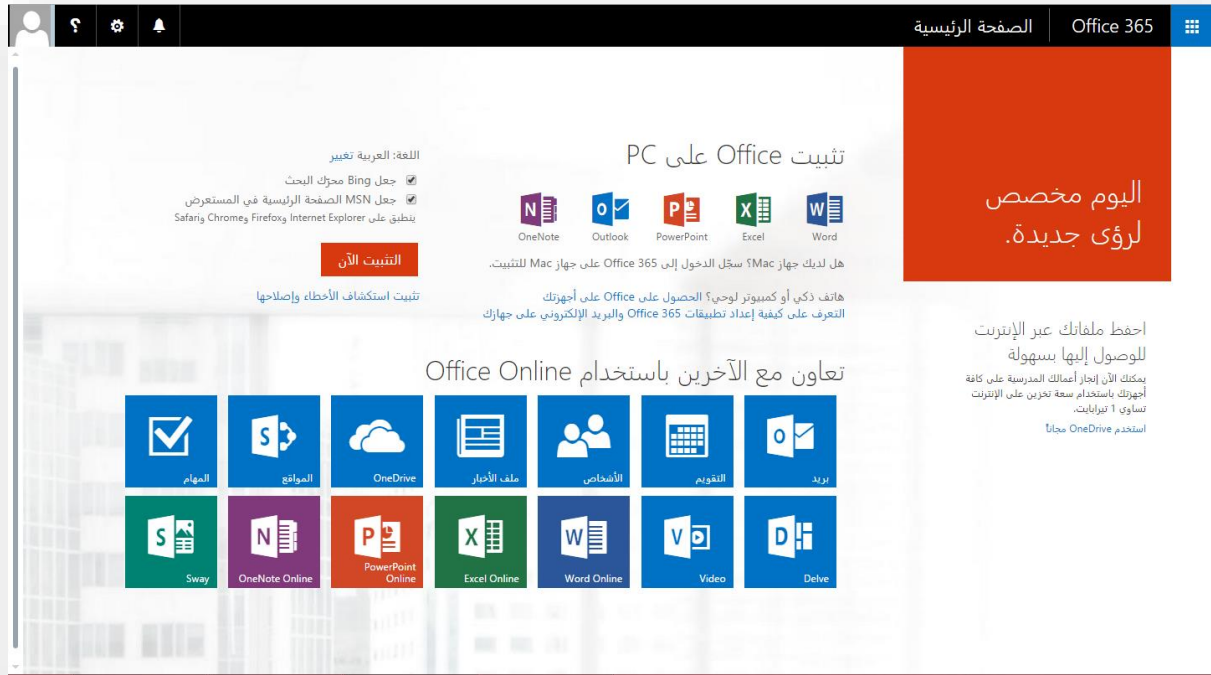 Office 365
الصفحة الرئيسية
؟
اليوم مخصص
لرؤى جديدة.
احفظ ملفاتك عبر الإنترنت
للوصول إليها بسهولة
يمكنك الآن إنجاز أعمالك المدرسية على كافة
أجهزتك باستخدام سعة تخزين على الإنترنت
تساوي 1 تيرابايت.
استخدم OneDrive مجاناً
تثبيت Office على PC
Word
Excel
PowerPoint
Outlook
OneNote
هل لديك جهاز Mac؟ سجّل الدخول إلى Office 365 على جهاز Mac للتثبيت.
هاتف ذكي أو كمبيوتر لوحي؟ الحصول على Office على أجهزتك
التعرف على كيفية إعداد تطبيقات Office 365 والبريد الإلكتروني على جهازك
اللغة: العربية تغيير
جعل Bing محرّك البحث
جعل MSN الصفحة الرئيسية في المستعرض
ينطبق على Internet Explorer وFirefox وChrome وSafari
التثبيت الآن
تثبيت استكشاف الأخطاء وإصلاحها
تعاون مع الآخرين باستخدام Office Online
بريد
التقويم
الأشخاص
ملف الأخبار
OneDrive
المواقع
المهام
Delve
Video
Word Online
Excel Online
PowerPoint
Online
OneNote Online
Sway